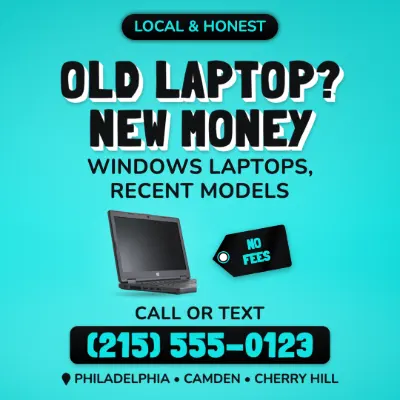 LOCAL & HONEST
OLD LAPTOP?
NEW MONEY
WINDOWS LAPTOPS,
RECENT MODELS
NO
FEES
CALL OR TEXT
(215) 555-0123
PHILADELPHIA • CAMDEN • CHERRY HILL